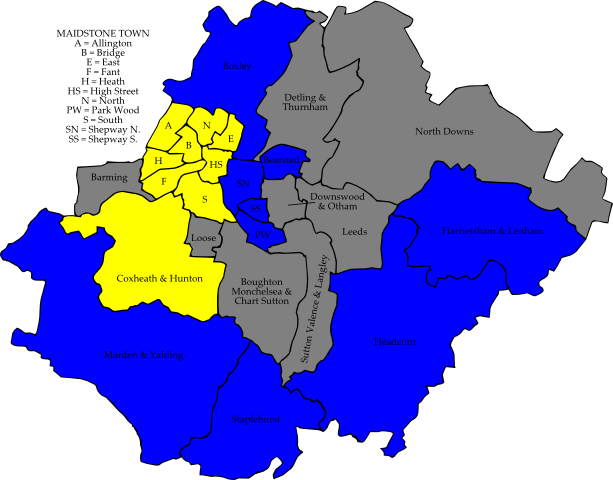 MAIDSTONE TOWN
A = Allington
B = Bridge
E = East
F = Fant
H = Heath
HS = High Street
N = North
PW = Park Wood
S = South
SN = Shepway N.
SS = Shepway S.
Boxley
Detling &
Thurnham
North Downs
A
N
B
E
H
HS
Bearsted
Barming
F
SN
S
SS
Downswood
& Otham
PW
Loose
Leeds
Harrietsham & Lenham
Coxheath & Hunton
Boughton
Monchelsea &
Chart Sutton
Sutton Valence & Langley
Headcorn
Marden & Yalding
Staplehurst